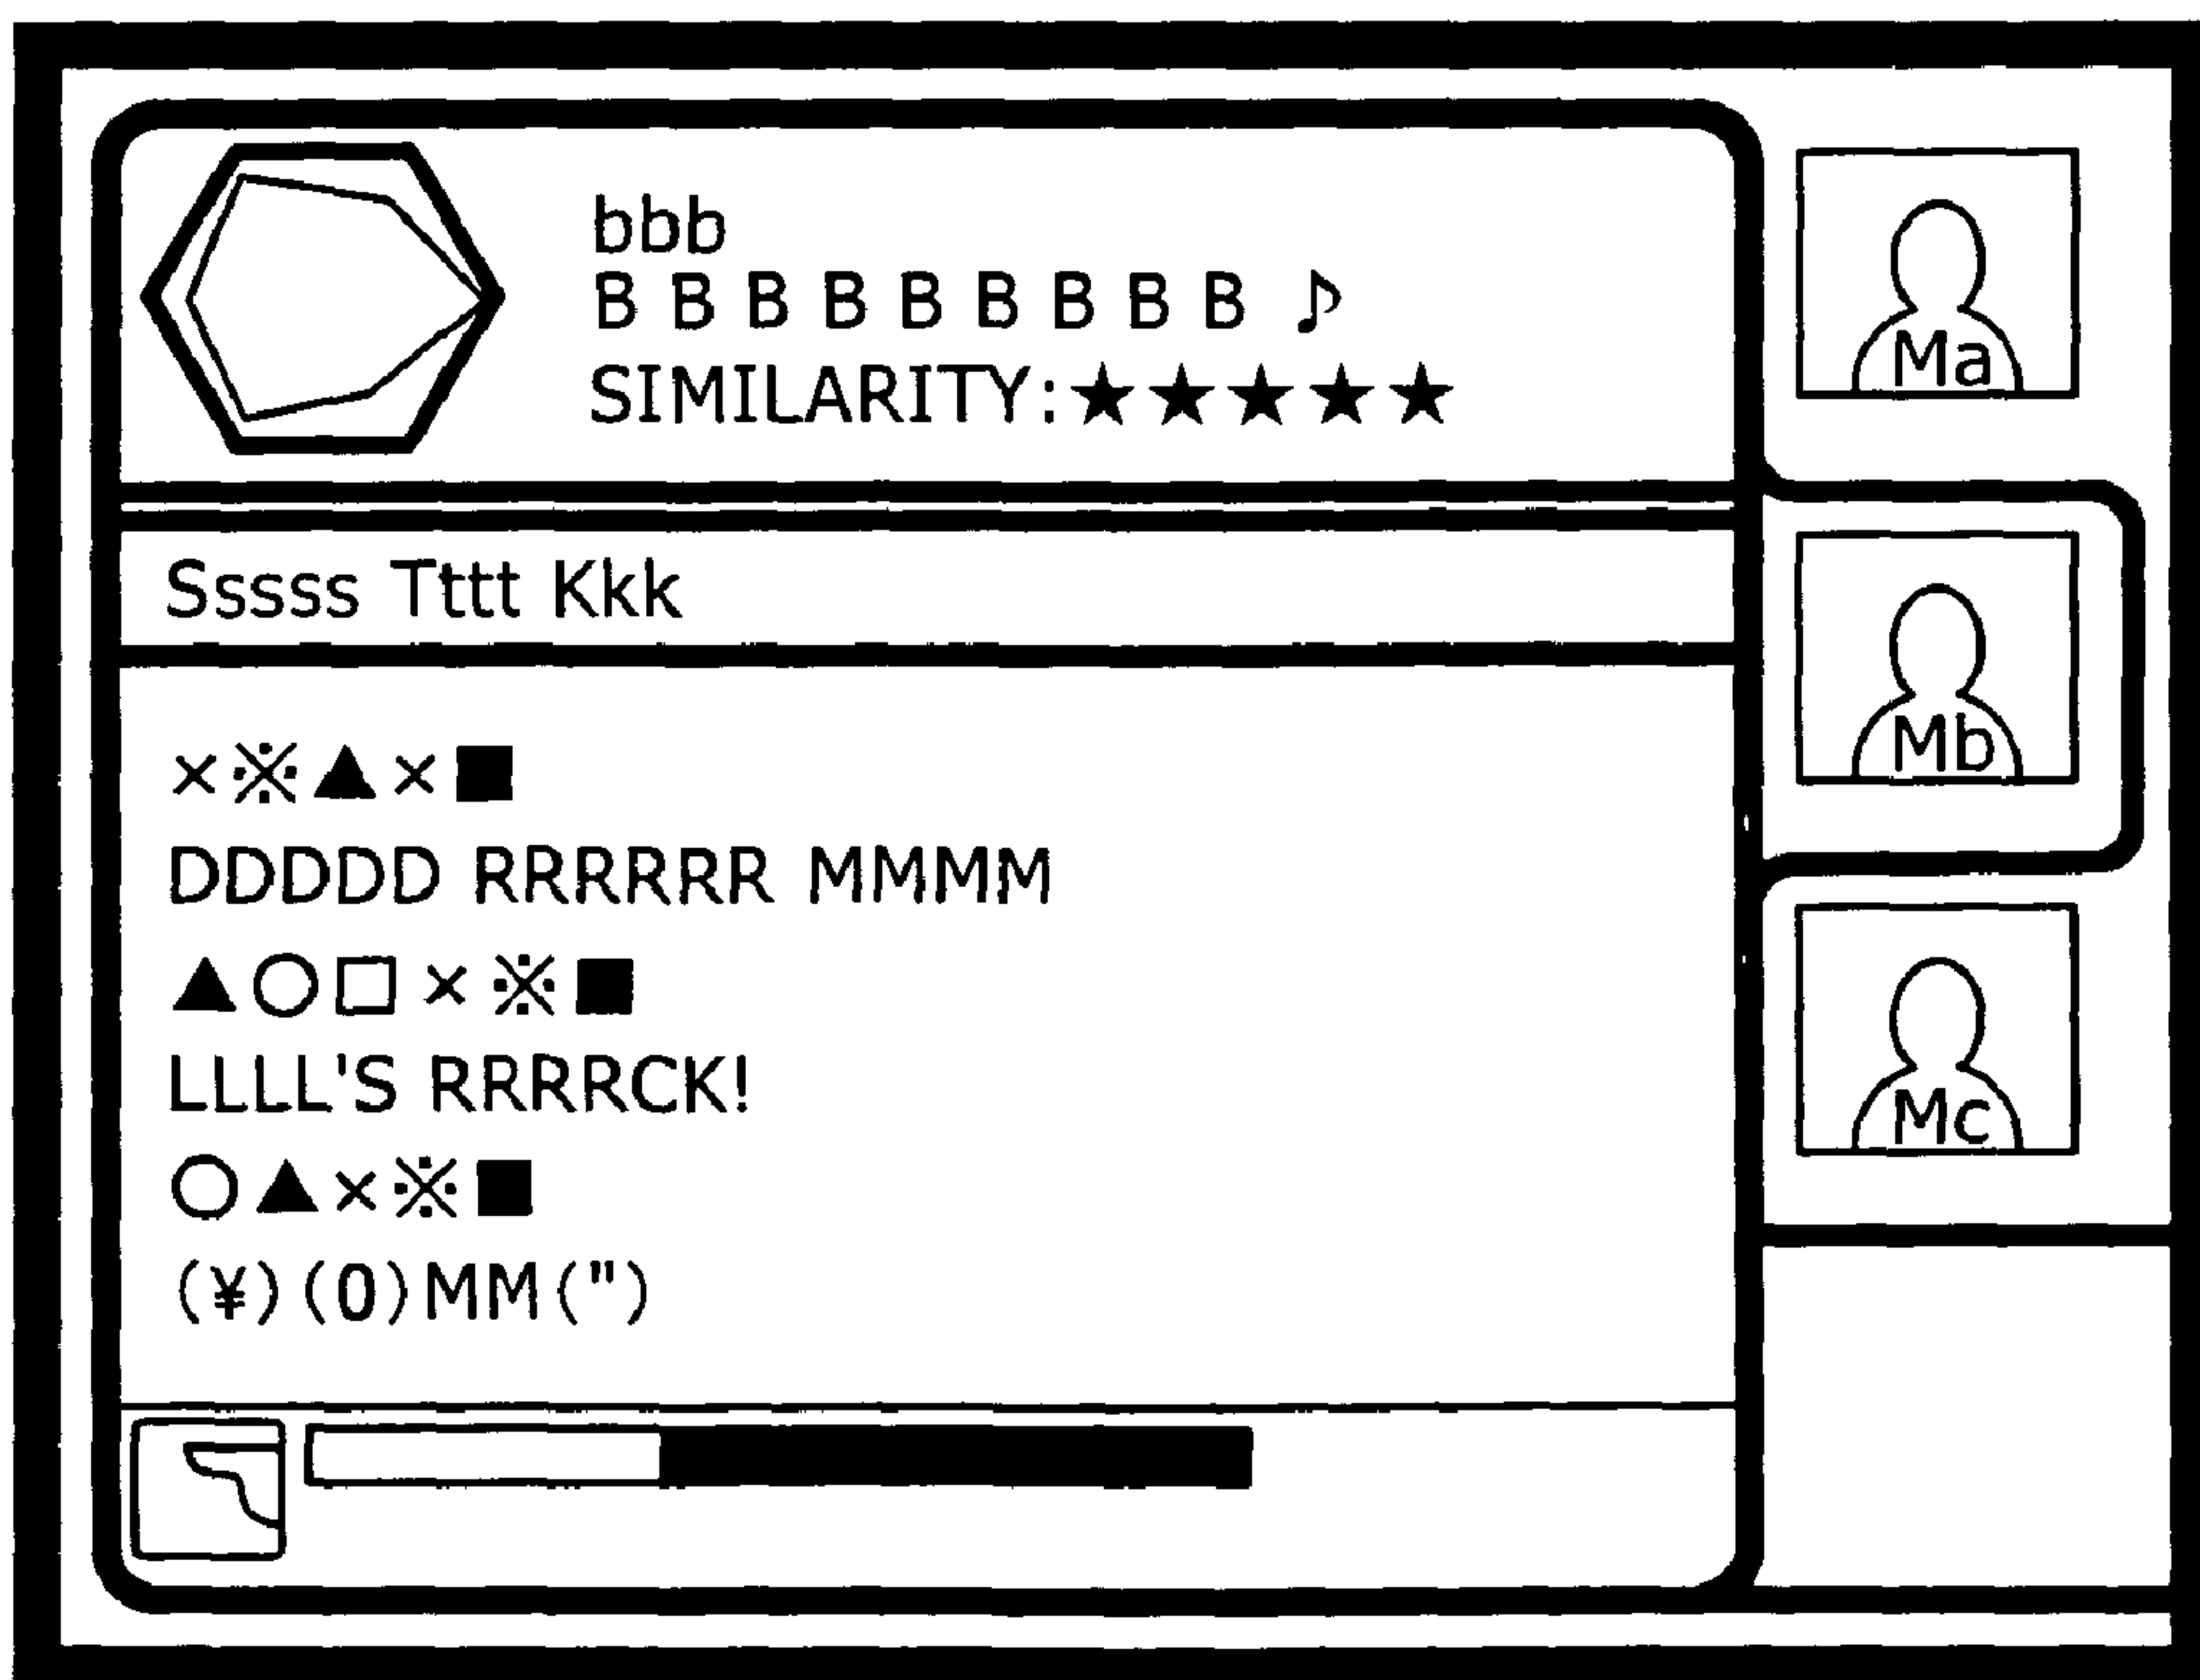 bbb
B B B B B B B B B ♪
SIMILARITY:★★★★★
Sssss Tttt Kkk
×※▲×■
DDDDD RRRRRR MMMM
▲○□×※■
LLLL'S RRRRCK!
○▲×※■
(¥)(0)MM(")
Ma
Mb
Mc